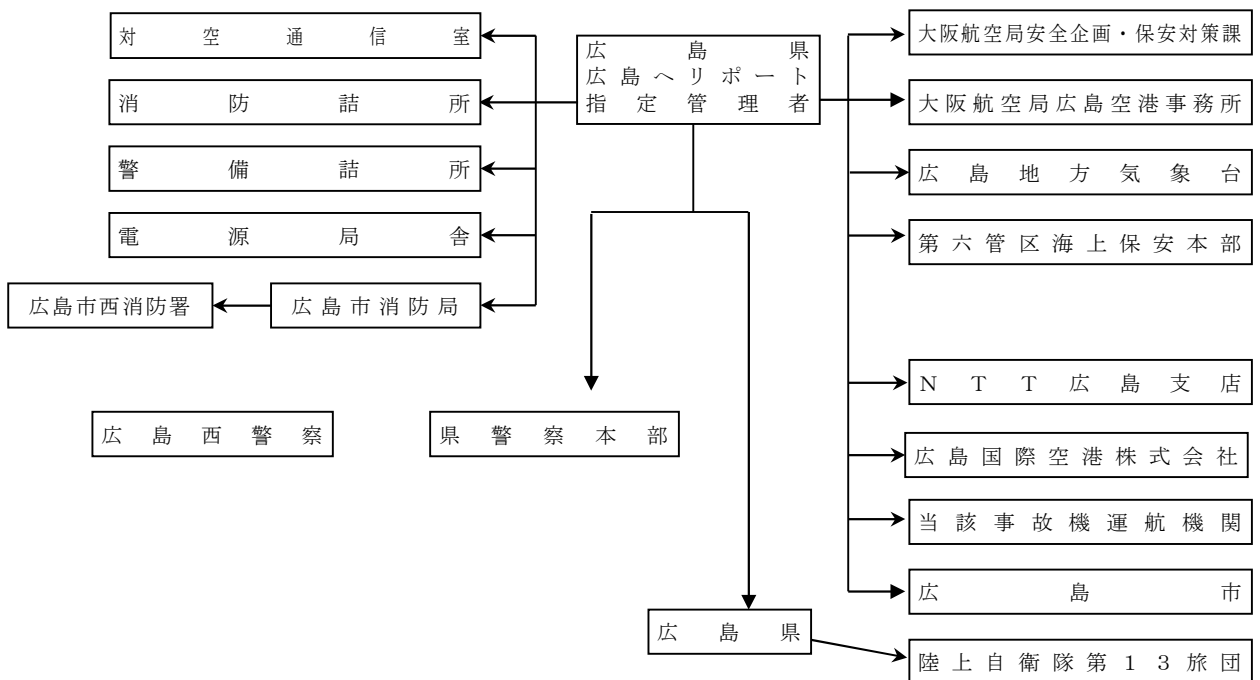 対空通信室
消防詰所
警備詰所
電源局舎
広島市西消防署
広島市消防局
広島西警察
県警察本部
広島県
広島ヘリポート
指定管理者
広島県
大阪航空局安全企画・保安対策課
大阪航空局広島空港事務所
広島地方気象台
第六管区海上保安本部
NTT広島支店
広島国際空港株式会社
当該事故機運航機関
広島市
陸上自衛隊第13旅団